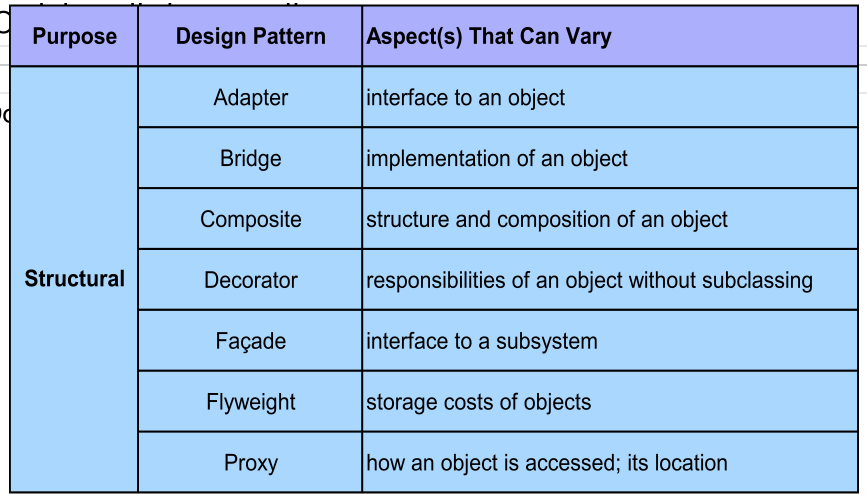 Purpose Design Pattern Aspect(s) That Can Vary
Adapter interface to an object
Bridge implementation of an object
Composite structure and composition of an object
Structural Decorator responsibilities of an object without subclassing
Façade interface to a subsystem
Flyweight storage costs of objects
Proxy how an object is accessed; its location